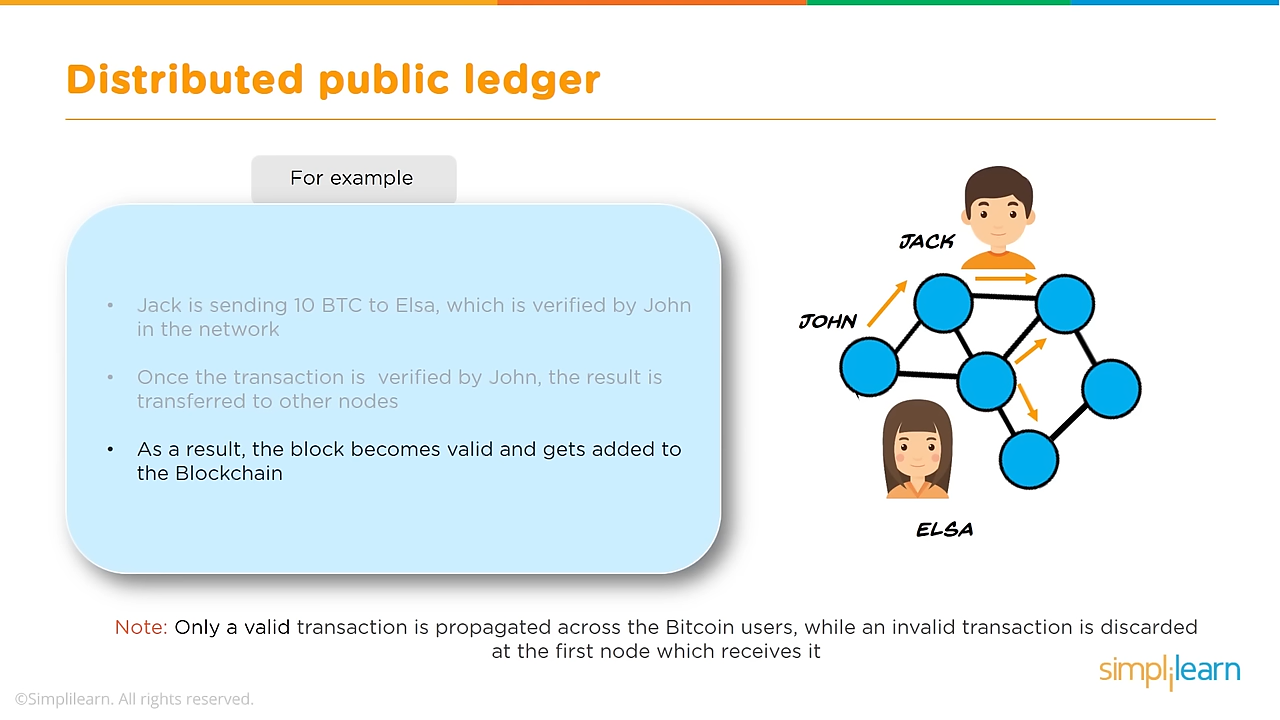 Distributed public ledger
For example
• Jack is sending 10 BTC to Elsa, which is verified by John
in the network
• Once the transaction is  verified by John, the result is
transferred to other nodes
• As a result, the block becomes valid and gets added to
the Blockchain
JACK
JOHN
ELSA
Note: Only a valid transaction is propagated across the Bitcoin users, while an invalid transaction is discarded
at the first node which receives it
simplilearn
©Simplilearn. All rights reserved.